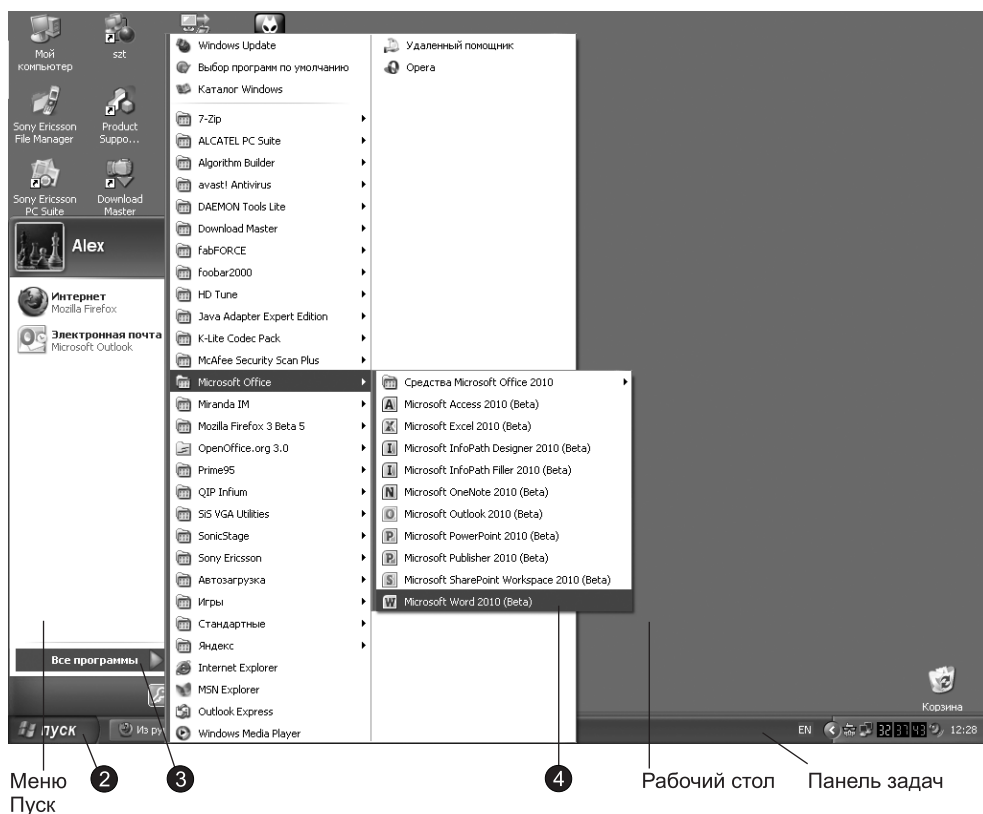 Мой
компьютер
szt
Sony Ericsson
File Manager
Product
Suppo...
Sony Ericsson
PC Suite
Download
Master
Alex
Интернет
Mozilla Firefox
Электронная почта
Microsoft Outlook
Все программы
пуск
Из ру
Windows Update
Выбор программ по умолчанию
Каталог Windows
7-Zip
ALCATEL PC Suite
Algorithm Builder
avast! Antivirus
DAEMON Tools Lite
Download Master
fabFORCE
foobar2000
HD Tune
Java Adapter Expert Edition
K-Lite Codec Pack
McAfee Security Scan Plus
Microsoft Office
Miranda IM
Mozilla Firefox 3 Beta 5
OpenOffice.org 3.0
Prime95
QIP Infium
SiS VGA Utilities
SonicStage
Sony Ericsson
Автозагрузка
Игры
Стандартные
Яндекс
Internet Explorer
MSN Explorer
Outlook Express
Windows Media Player
Удаленный помощник
Opera
Средства Microsoft Office 2010
Microsoft Access 2010 (Beta)
Microsoft Excel 2010 (Beta)
Microsoft InfoPath Designer 2010 (Beta)
Microsoft InfoPath Filler 2010 (Beta)
Microsoft OneNote 2010 (Beta)
Microsoft Outlook 2010 (Beta)
Microsoft PowerPoint 2010 (Beta)
Microsoft Publisher 2010 (Beta)
Microsoft SharePoint Workspace 2010 (Beta)
Microsoft Word 2010 (Beta)
Корзина
EN
32 37 43
12:28
Меню
Пуск
2
3
4
Рабочий стол
Панель задач